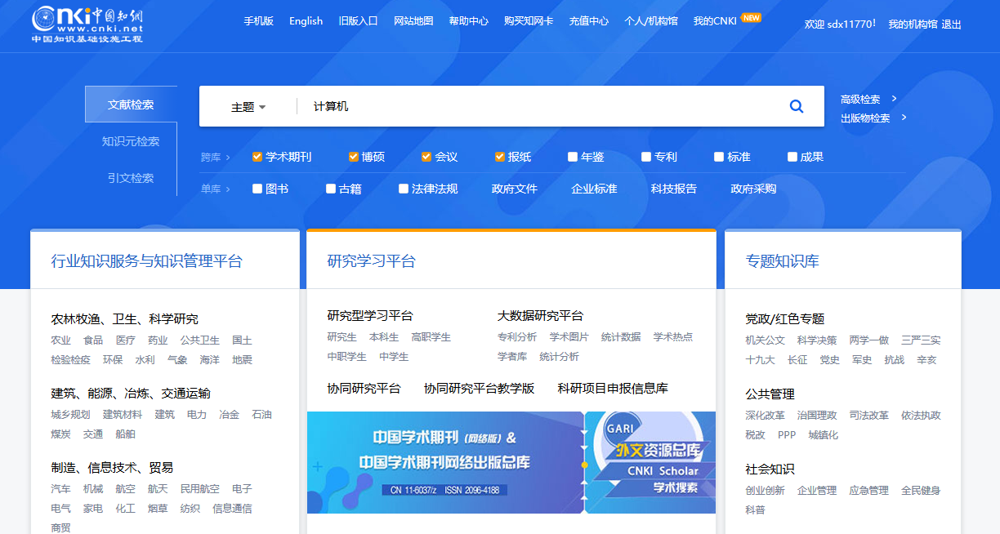 Cnki 中国知网
www.cnki.net
中国知识基础设施工程
手机版 English 旧版入口 网站地图 帮助中心 购买知网卡 充值中心 个人/机构馆 我的CNKI NEW
欢迎 sdx11770! 我的机构馆 退出
文献检索
知识元检索
引文检索
主题 计算机
高级检索 >
出版物检索 >
跨库 > 学术期刊 博硕 会议 报纸 年鉴 专利 标准 成果
单库 > 图书 古籍 法律法规 政府文件 企业标准 科技报告 政府采购
行业知识服务与知识管理平台
农林牧渔、卫生、科学研究
农业 食品 医疗 药业 公共卫生 国土
检验检疫 环保 水利 气象 海洋 地震
建筑、能源、冶炼、交通运输
城乡规划 建筑材料 建筑 电力 冶金 石油
煤炭 交通 船舶
制造、信息技术、贸易
汽车 机械 航空 航天 民用航空 电子
电气 家电 化工 烟草 纺织 信息通信
商贸
研究学习平台
研究型学习平台
研究生 本科生 高职学生
中职学生 中学生
大数据研究平台
专利分析 学术图片 统计数据 学术热点
学者库 统计分析
协同研究平台 协同研究平台教学版 科研项目申报信息库
中国学术期刊 (网络版) &
中国学术期刊网络出版总库
CN 11-6037/z ISSN 2096-4188
GARI
外文资源总库
CNKI Scholar
学术搜索
专题知识库
党政/红色专题
机关公文 科学决策 两学一做 三严三实
十九大 长征 党史 军史 抗战 辛亥
公共管理
深化改革 治国理政 司法改革 依法执政
税改 PPP 城镇化
社会知识
创业创新 企业管理 应急管理 全民健身
科普